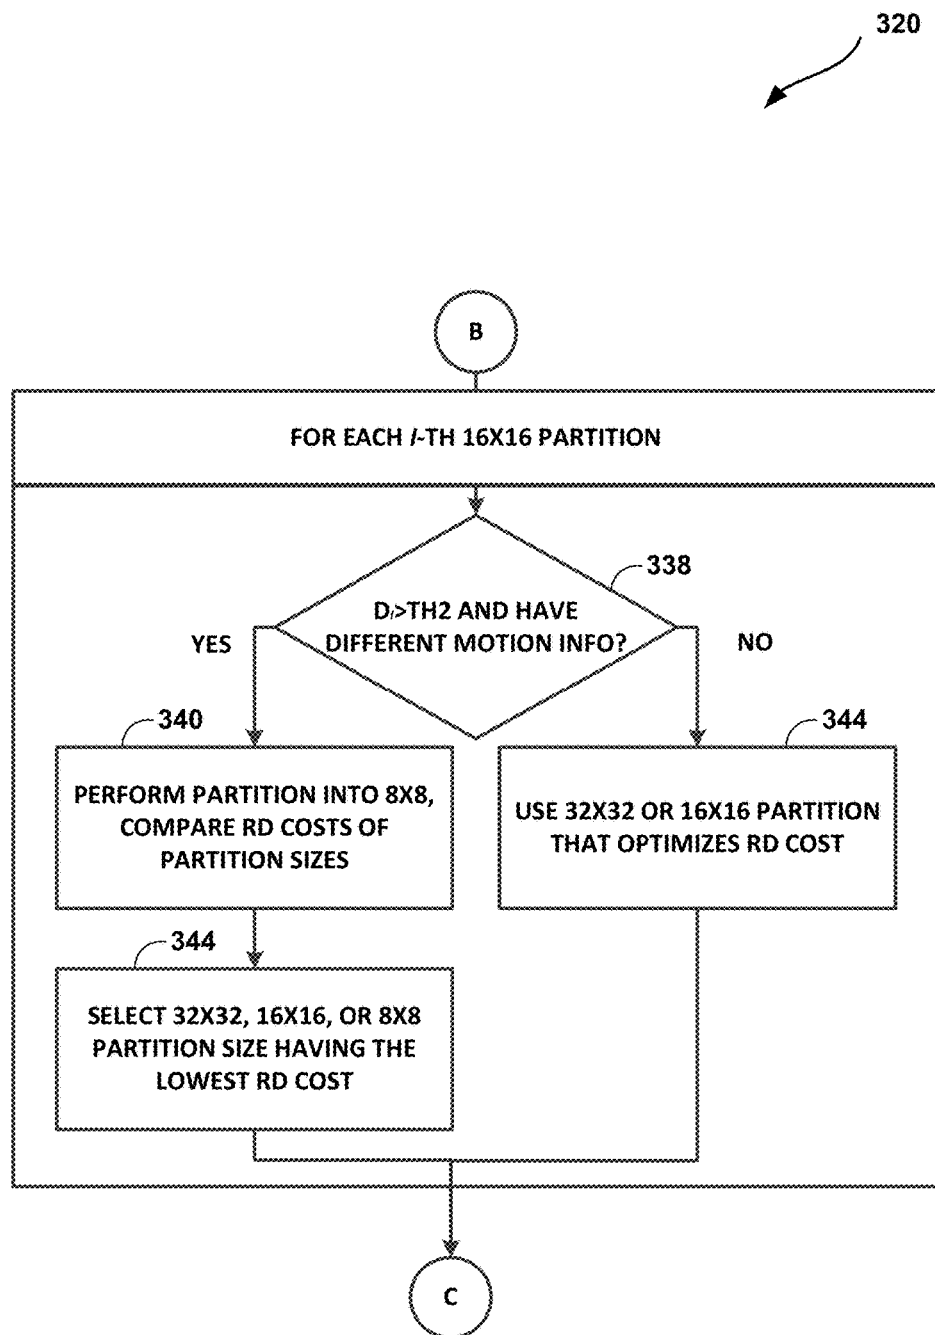 320
B
FOR EACH I-TH 16X16 PARTITION
338
Di>TH2 AND HAVE
DIFFERENT MOTION INFO?
YES
NO
340
344
PERFORM PARTITION INTO 8X8,
COMPARE RD COSTS OF
PARTITION SIZES
USE 32X32 OR 16X16 PARTITION
THAT OPTIMIZES RD COST
344
SELECT 32X32, 16X16, OR 8X8
PARTITION SIZE HAVING THE
LOWEST RD COST
C